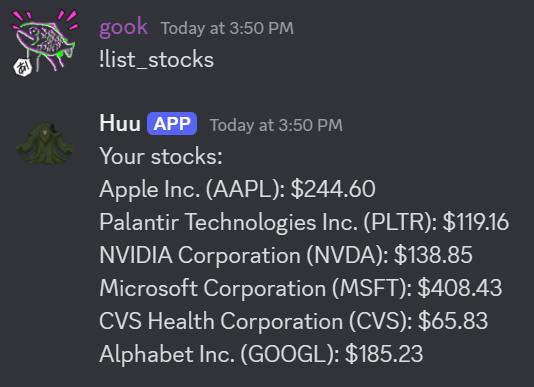 gook Today at 3:50 PM
!list_stocks
Huu APP Today at 3:50 PM
Your stocks:
Apple Inc. (AAPL): $244.60
Palantir Technologies Inc. (PLTR): $119.16
NVIDIA Corporation (NVDA): $138.85
Microsoft Corporation (MSFT): $408.43
CVS Health Corporation (CVS): $65.83
Alphabet Inc. (GOOGL): $185.23